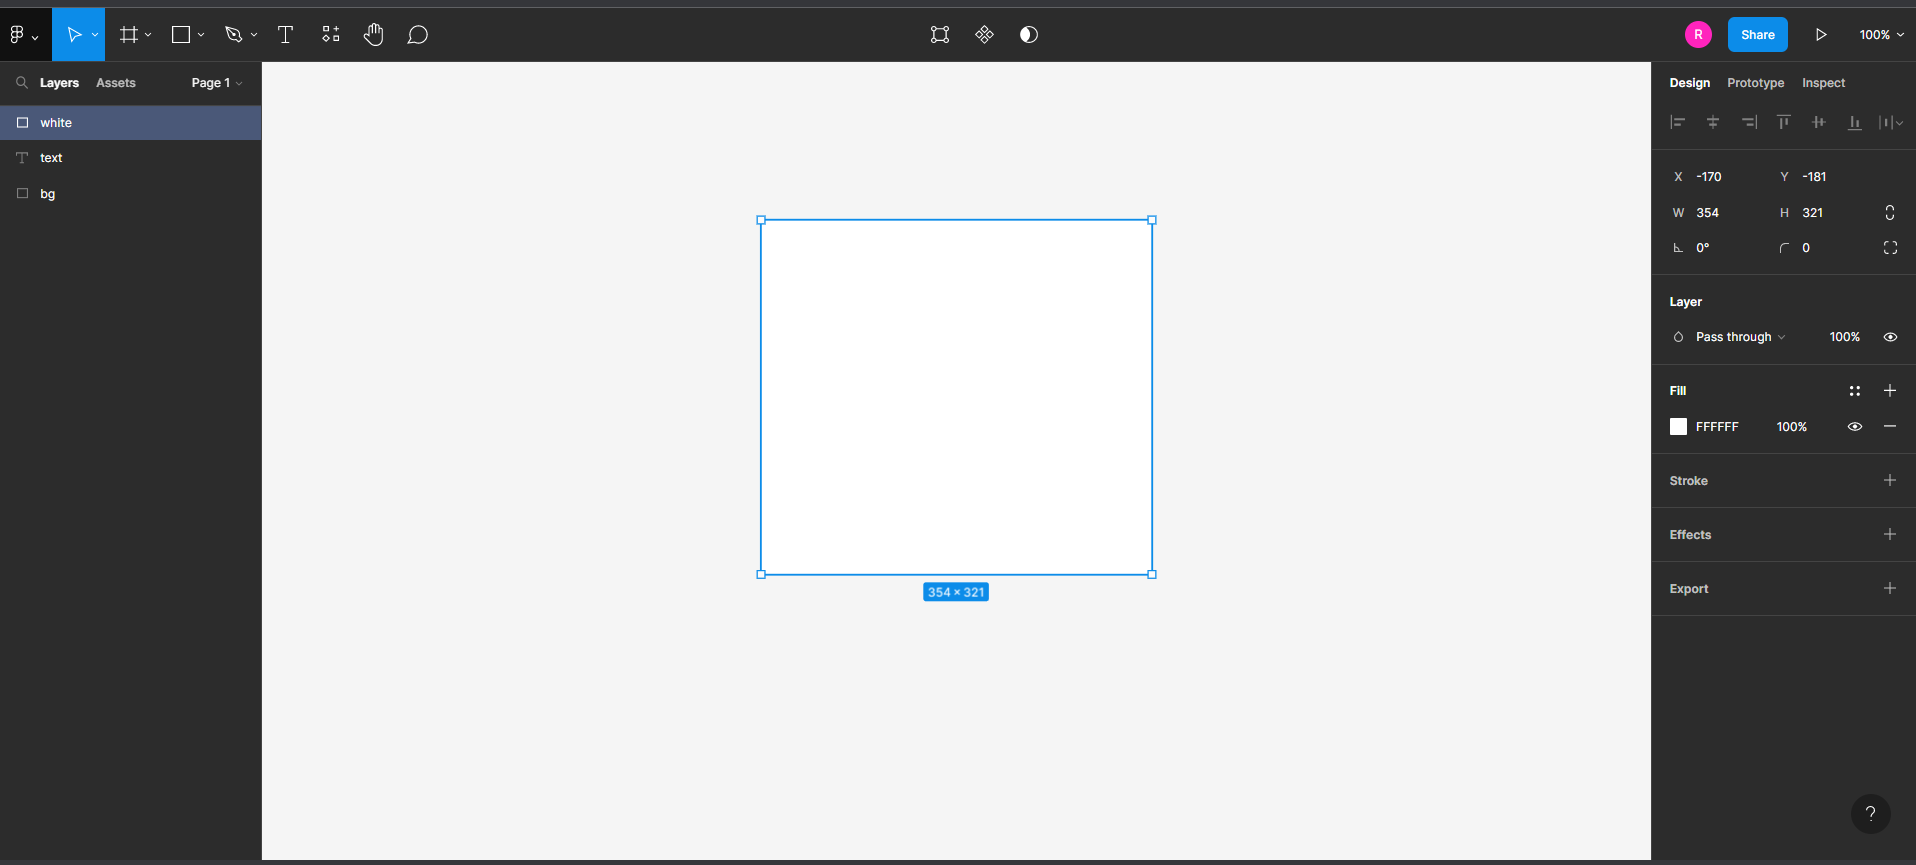 R
Share
100%
Layers
Assets
Page 1
Design
Prototype
Inspect
white
text
bg
X -170
Y -181
W 354
H 321
0°
0
Layer
Pass through
100%
Fill
FFFFFF
100%
Stroke
Effects
Export
354 × 321
?